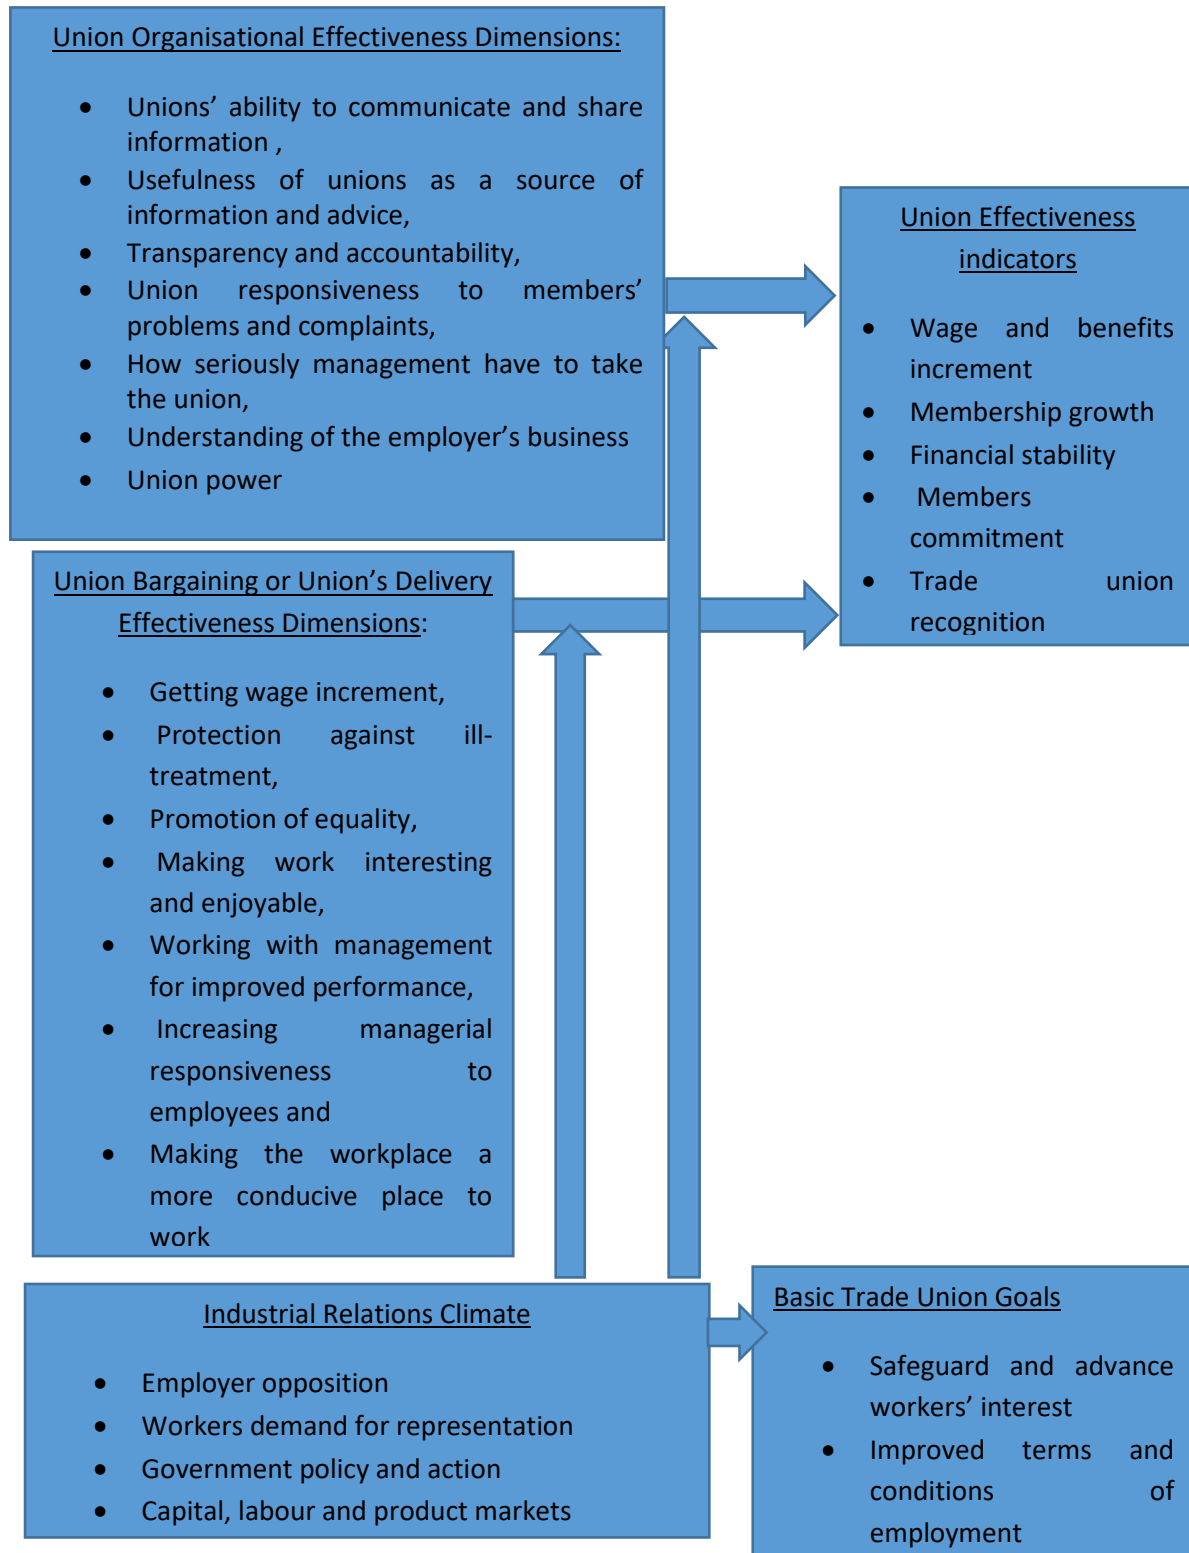 Union Organisational Effectiveness Dimensions:
• Unions’ ability to communicate and share
information ,
• Usefulness of unions as a source of
information and advice,
• Transparency and accountability,
• Union responsiveness to members’
problems and complaints,
• How seriously management have to take
the union,
• Understanding of the employer’s business
• Union power
Union Effectiveness
indicators
• Wage and benefits
increment
• Membership growth
• Financial stability
• Members
commitment
• Trade union
recognition
Union Bargaining or Union’s Delivery
Effectiveness Dimensions:
• Getting wage increment,
• Protection against ill-
treatment,
• Promotion of equality,
• Making work interesting
and enjoyable,
• Working with management
for improved performance,
• Increasing managerial
responsiveness to
employees and
• Making the workplace a
more conducive place to
work
Industrial Relations Climate
• Employer opposition
• Workers demand for representation
• Government policy and action
• Capital, labour and product markets
Basic Trade Union Goals
• Safeguard and advance
workers’ interest
• Improved terms and
conditions of
employment